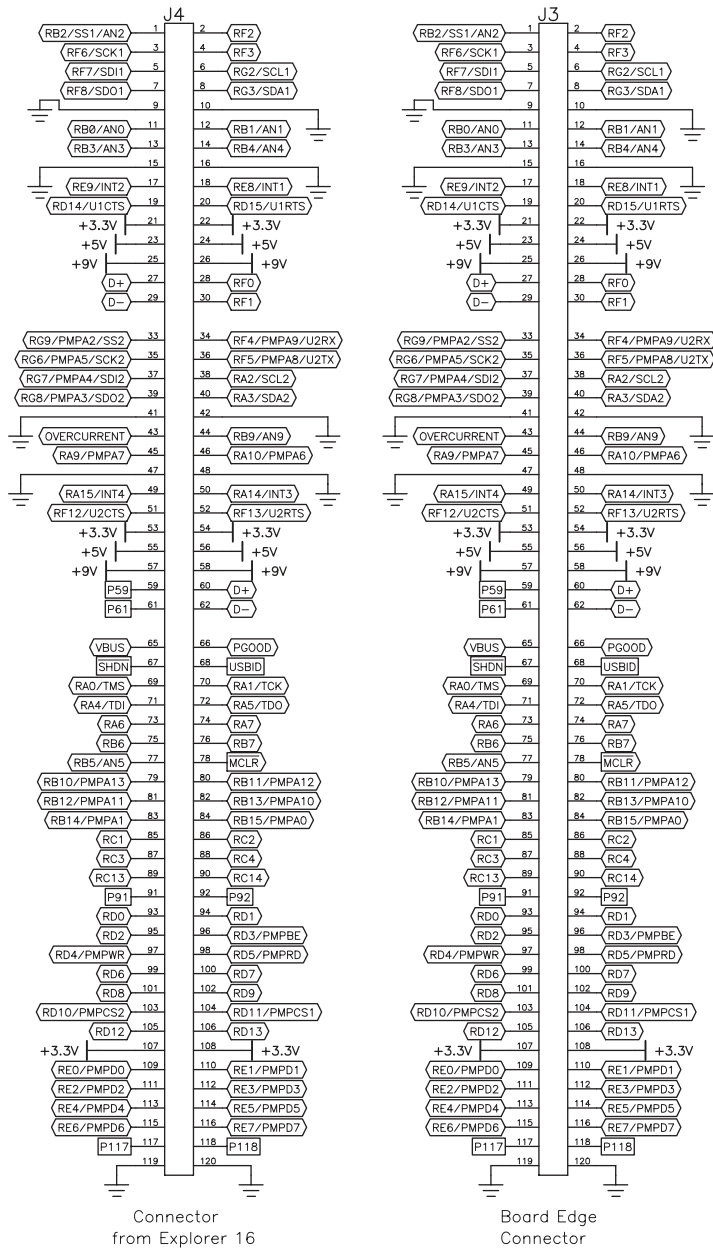 J4
RB2/SS1/AN2 1 2 RF2
RF6/SCK1 3 4 RF3
RF7/SDI1 5 6 RG2/SCL1
RF8/SDO1 7 8 RG3/SDA1
9 10
RB0/AN0 11 12 RB1/AN1
RB3/AN3 13 14 RB4/AN4
15 16
RE9/INT2 17 18 RE8/INT1
RD14/U1CTS 19 20 RD15/U1RTS
+3.3V 21 22 +3.3V
+5V 23 24 +5V
+9V 25 26 +9V
D+ 27 28 RF0
D- 29 30 RF1
RG9/PMPA2/SS2 33 34 RF4/PMPA9/U2RX
RG6/PMPA5/SCK2 35 36 RF5/PMPA8/U2TX
RG7/PMPA4/SDI2 37 38 RA2/SCL2
RG8/PMPA3/SDO2 39 40 RA3/SDA2
41 42
OVERCURRENT 43 44 RB9/AN9
RA9/PMPA7 45 46 RA10/PMPA6
47 48
RA15/INT4 49 50 RA14/INT3
RF12/U2CTS 51 52 RF13/U2RTS
+3.3V 53 54 +3.3V
+5V 55 56 +5V
+9V 57 58 +9V
P59 59 60 D+
P61 61 62 D-
VBUS 65 66 PGOOD
SHDN 67 68 USBID
RA0/TMS 69 70 RA1/TCK
RA4/TDI 71 72 RA5/TDO
RA6 73 74 RA7
RB6 75 76 RB7
RB5/AN5 77 78 MCLR
RB10/PMPA13 79 80 RB11/PMPA12
RB12/PMPA11 81 82 RB13/PMPA10
RB14/PMPA1 83 84 RB15/PMPA0
RC1 85 86 RC2
RC3 87 88 RC4
RC13 89 90 RC14
P91 91 92 P92
RD0 93 94 RD1
RD2 95 96 RD3/PMPBE
RD4/PMPWR 97 98 RD5/PMPRD
RD6 99 100 RD7
RD8 101 102 RD9
RD10/PMPCS2 103 104 RD11/PMPCS1
RD12 105 106 RD13
+3.3V 107 108 +3.3V
RE0/PMPD0 109 110 RE1/PMPD1
RE2/PMPD2 111 112 RE3/PMPD3
RE4/PMPD4 113 114 RE5/PMPD5
RE6/PMPD6 115 116 RE7/PMPD7
P117 117 118 P118
119 120
Connector
from Explorer 16
J3
RB2/SS1/AN2 1 2 RF2
RF6/SCK1 3 4 RF3
RF7/SDI1 5 6 RG2/SCL1
RF8/SDO1 7 8 RG3/SDA1
9 10
RB0/AN0 11 12 RB1/AN1
RB3/AN3 13 14 RB4/AN4
15 16
RE9/INT2 17 18 RE8/INT1
RD14/U1CTS 19 20 RD15/U1RTS
+3.3V 21 22 +3.3V
+5V 23 24 +5V
+9V 25 26 +9V
D+ 27 28 RF0
D- 29 30 RF1
RG9/PMPA2/SS2 33 34 RF4/PMPA9/U2RX
RG6/PMPA5/SCK2 35 36 RF5/PMPA8/U2TX
RG7/PMPA4/SDI2 37 38 RA2/SCL2
RG8/PMPA3/SDO2 39 40 RA3/SDA2
41 42
OVERCURRENT 43 44 RB9/AN9
RA9/PMPA7 45 46 RA10/PMPA6
47 48
RA15/INT4 49 50 RA14/INT3
RF12/U2CTS 51 52 RF13/U2RTS
+3.3V 53 54 +3.3V
+5V 55 56 +5V
+9V 57 58 +9V
P59 59 60 D+
P61 61 62 D-
VBUS 65 66 PGOOD
SHDN 67 68 USBID
RA0/TMS 69 70 RA1/TCK
RA4/TDI 71 72 RA5/TDO
RA6 73 74 RA7
RB6 75 76 RB7
RB5/AN5 77 78 MCLR
RB10/PMPA13 79 80 RB11/PMPA12
RB12/PMPA11 81 82 RB13/PMPA10
RB14/PMPA1 83 84 RB15/PMPA0
RC1 85 86 RC2
RC3 87 88 RC4
RC13 89 90 RC14
P91 91 92 P92
RD0 93 94 RD1
RD2 95 96 RD3/PMPBE
RD4/PMPWR 97 98 RD5/PMPRD
RD6 99 100 RD7
RD8 101 102 RD9
RD10/PMPCS2 103 104 RD11/PMPCS1
RD12 105 106 RD13
+3.3V 107 108 +3.3V
RE0/PMPD0 109 110 RE1/PMPD1
RE2/PMPD2 111 112 RE3/PMPD3
RE4/PMPD4 113 114 RE5/PMPD5
RE6/PMPD6 115 116 RE7/PMPD7
P117 117 118 P118
119 120
Board Edge
Connector